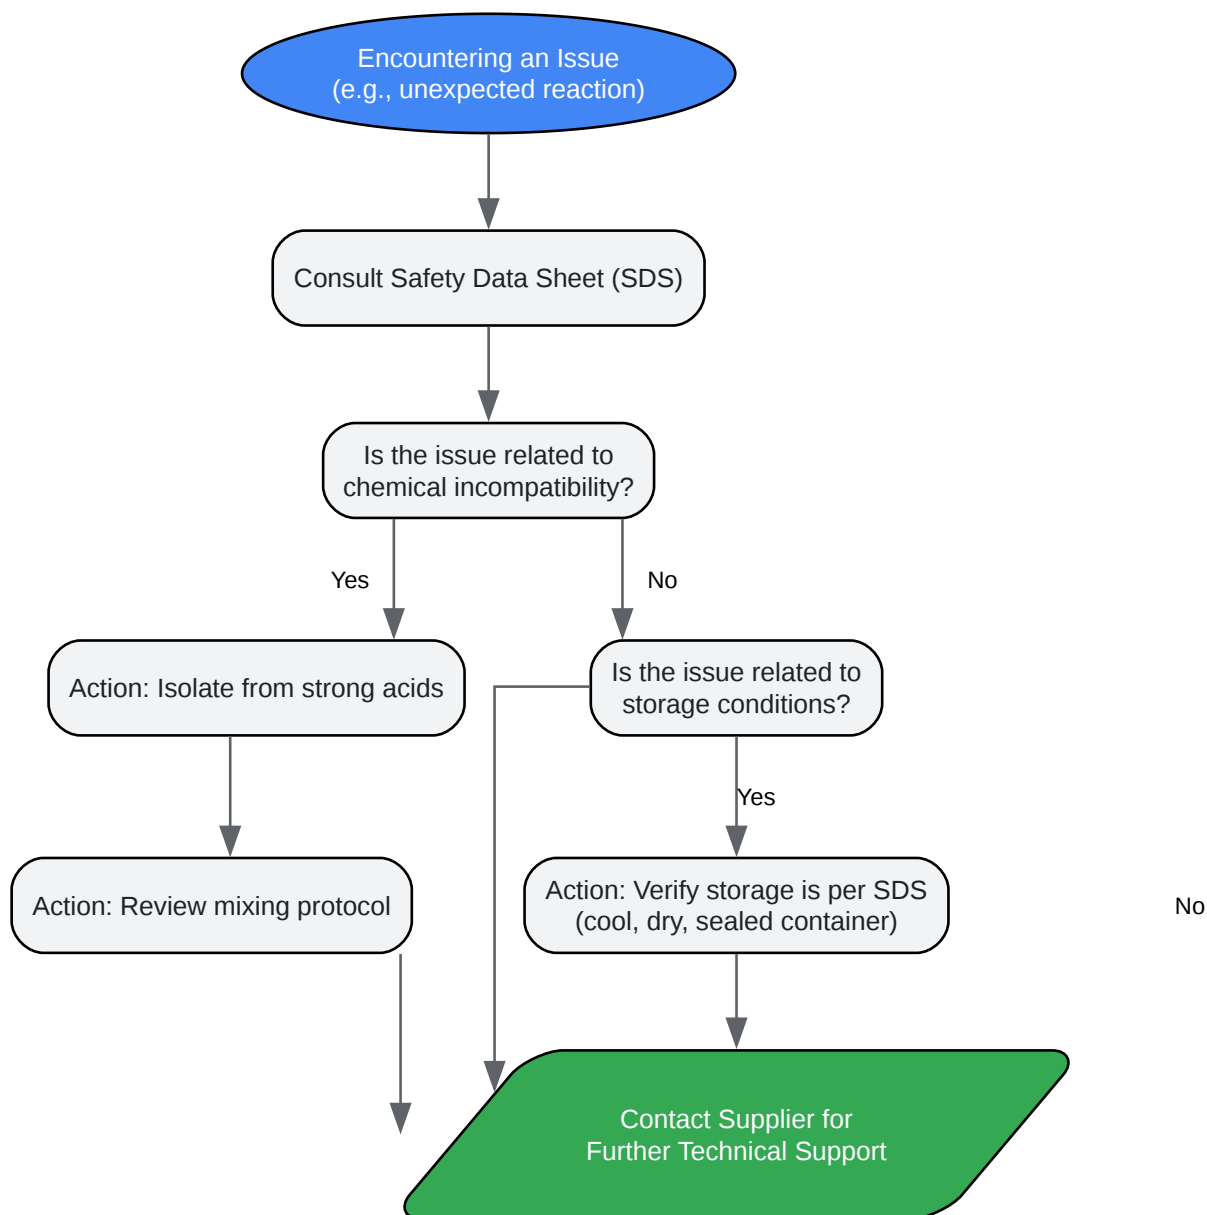 Encountering an Issue
(e.g., unexpected reaction)
Consult Safety Data Sheet (SDS)
Is the issue related to
chemical incompatibility?
Yes
No
Action: Isolate from strong acids
Is the issue related to
storage conditions?
Yes
Action: Review mixing protocol
Action: Verify storage is per SDS
(cool, dry, sealed container)
No
Contact Supplier for
Further Technical Support